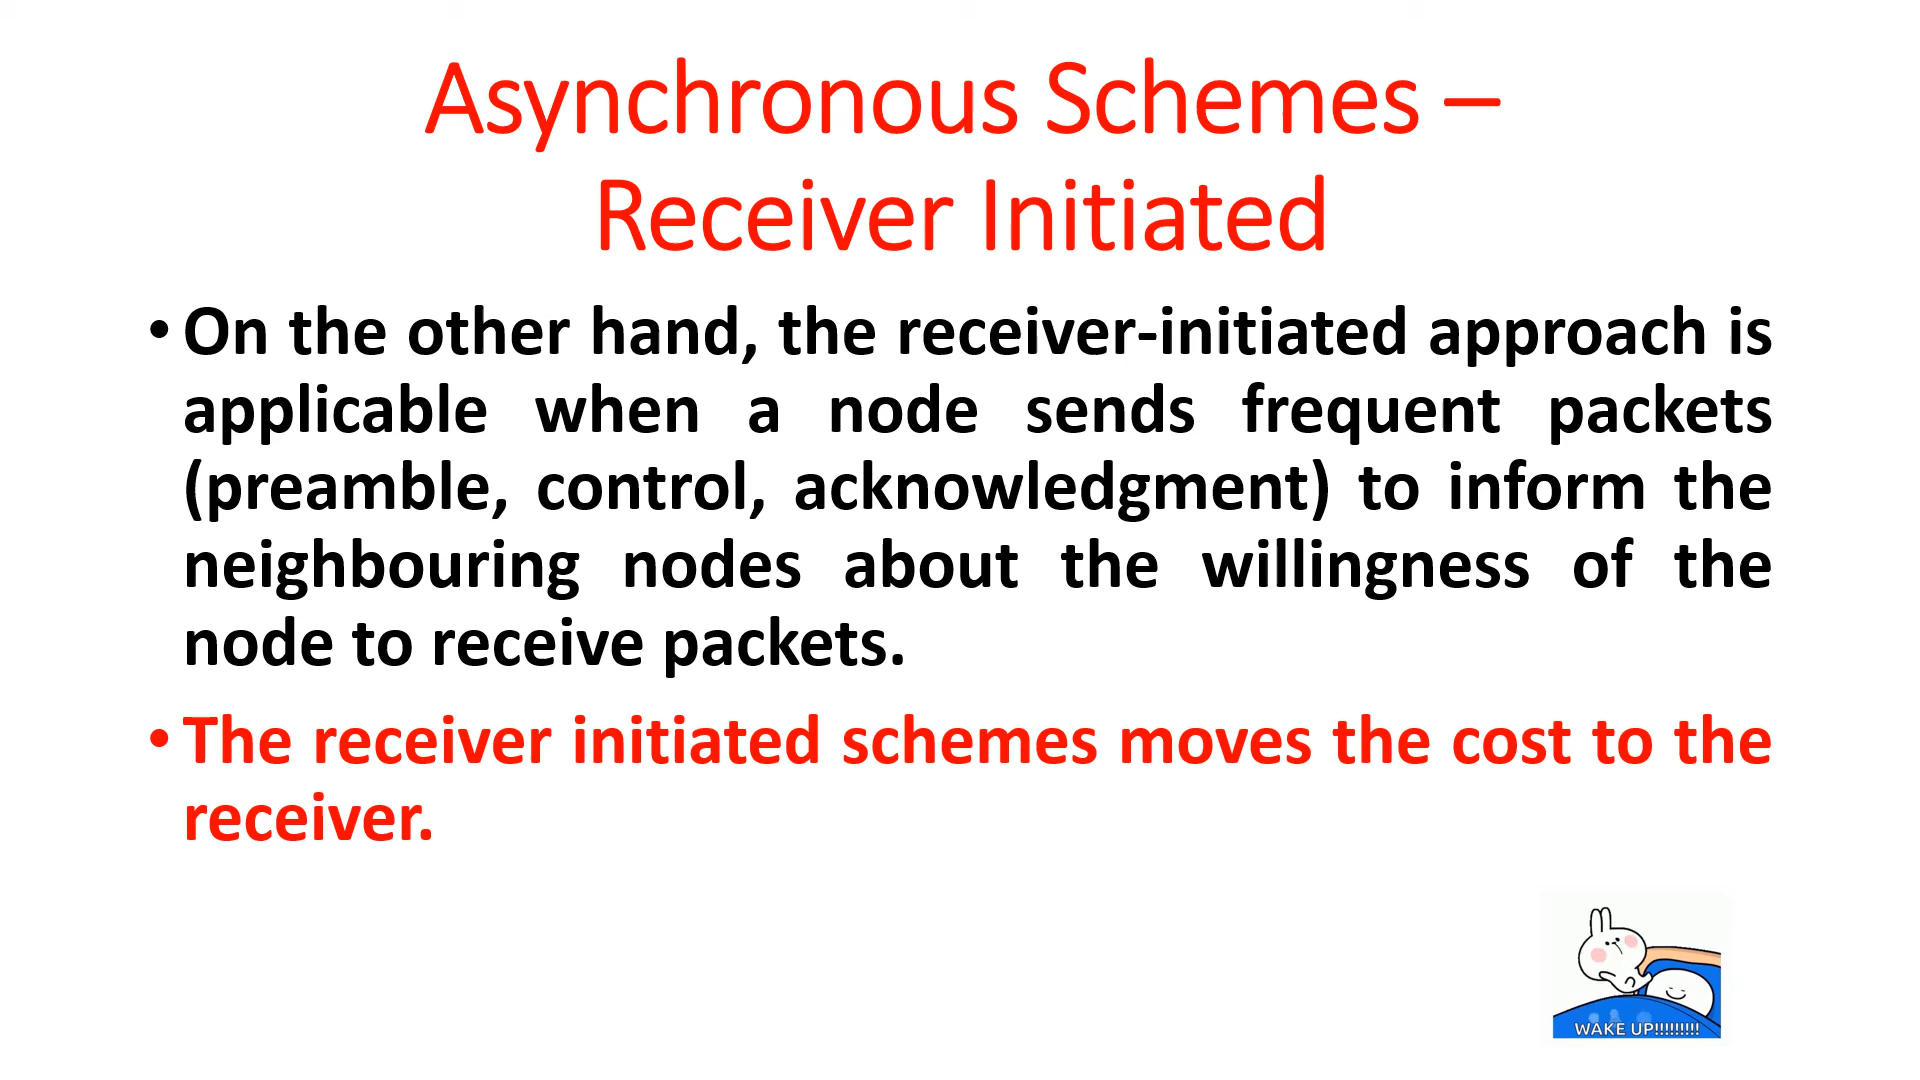 Asynchronous Schemes –
Receiver Initiated
• On the other hand, the receiver-initiated approach is
applicable when a node sends frequent packets
(preamble, control, acknowledgment) to inform the
neighbouring nodes about the willingness of the
node to receive packets.
• The receiver initiated schemes moves the cost to the
receiver.
WAKE UP!!!!!!!!!